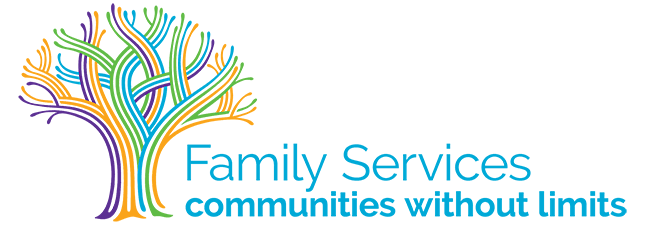 Family Services
communities without limits